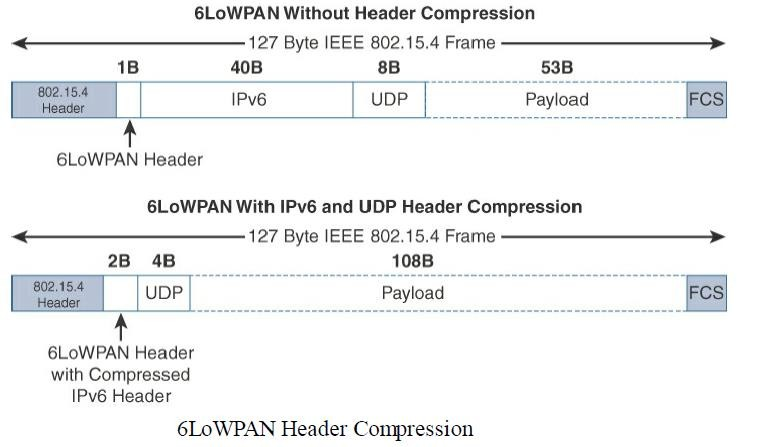 6LoWPAN Without Header Compression
127 Byte IEEE 802.15.4 Frame
1B 40B 8B 53B
802.15.4
Header
IPv6 UDP Payload FCS
6LoWPAN Header
6LoWPAN With IPv6 and UDP Header Compression
127 Byte IEEE 802.15.4 Frame
2B 4B 108B
802.15.4
Header
UDP Payload FCS
6LoWPAN Header
with Compressed
IPv6 Header
6LoWPAN Header Compression